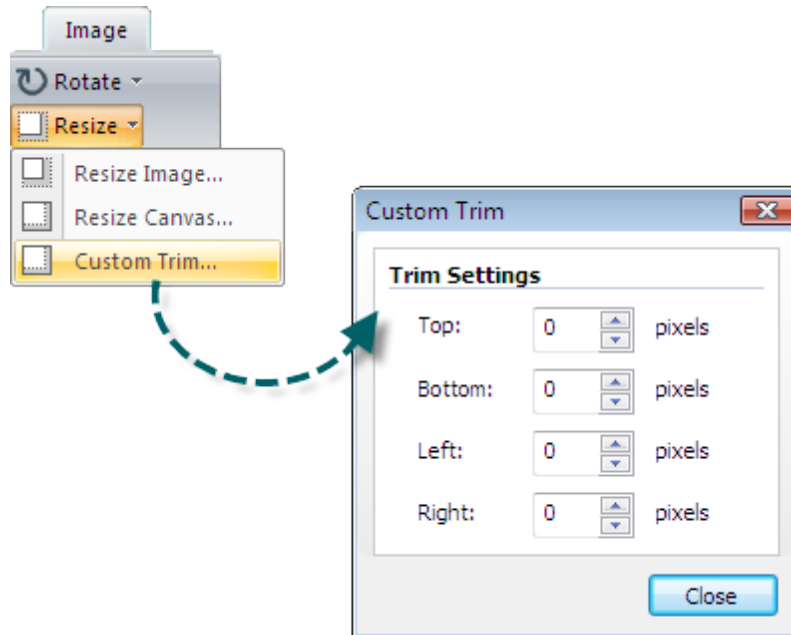 Image
Rotate
Resize
Resize Image...
Resize Canvas...
Custom Trim...
Custom Trim
Trim Settings
Top: 0 pixels
Bottom: 0 pixels
Left: 0 pixels
Right: 0 pixels
Close